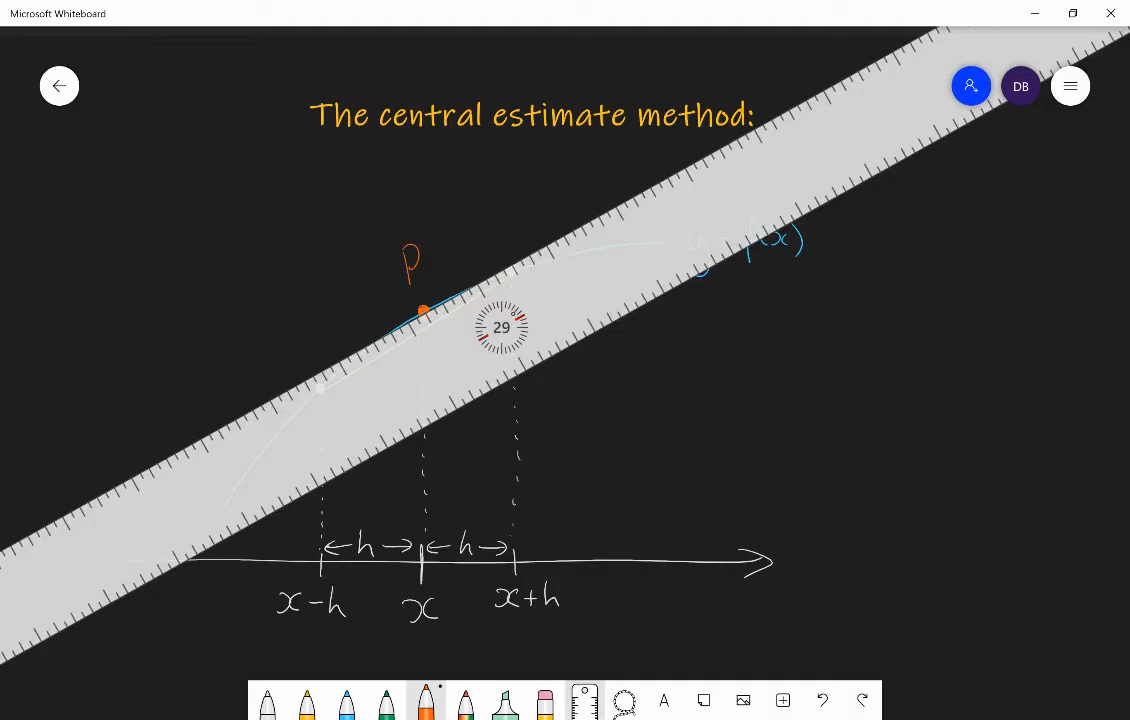 Microsoft Whiteboard
DB
The central estimate method:
P
y = f(x)
29
← h → ← h →
x-h x x+h
A